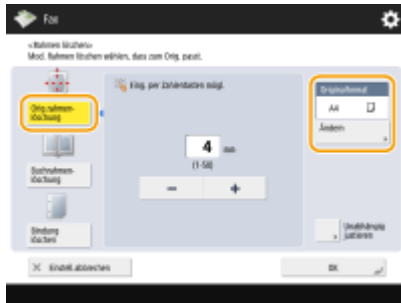 Fax
<Rahmen löschen>
Mod. Rahmen löschen wählen, dass zum Orig. passt.
Orig.rahmen-
löschung
Eing. per Zahlentasten mögl.
Originalformat
A4
Ändern
4 mm
(1-50)
- +
Buchrahmen-
löschung
Bindung
löschen
Unabhängig
justieren
Einstell. abbrechen
OK